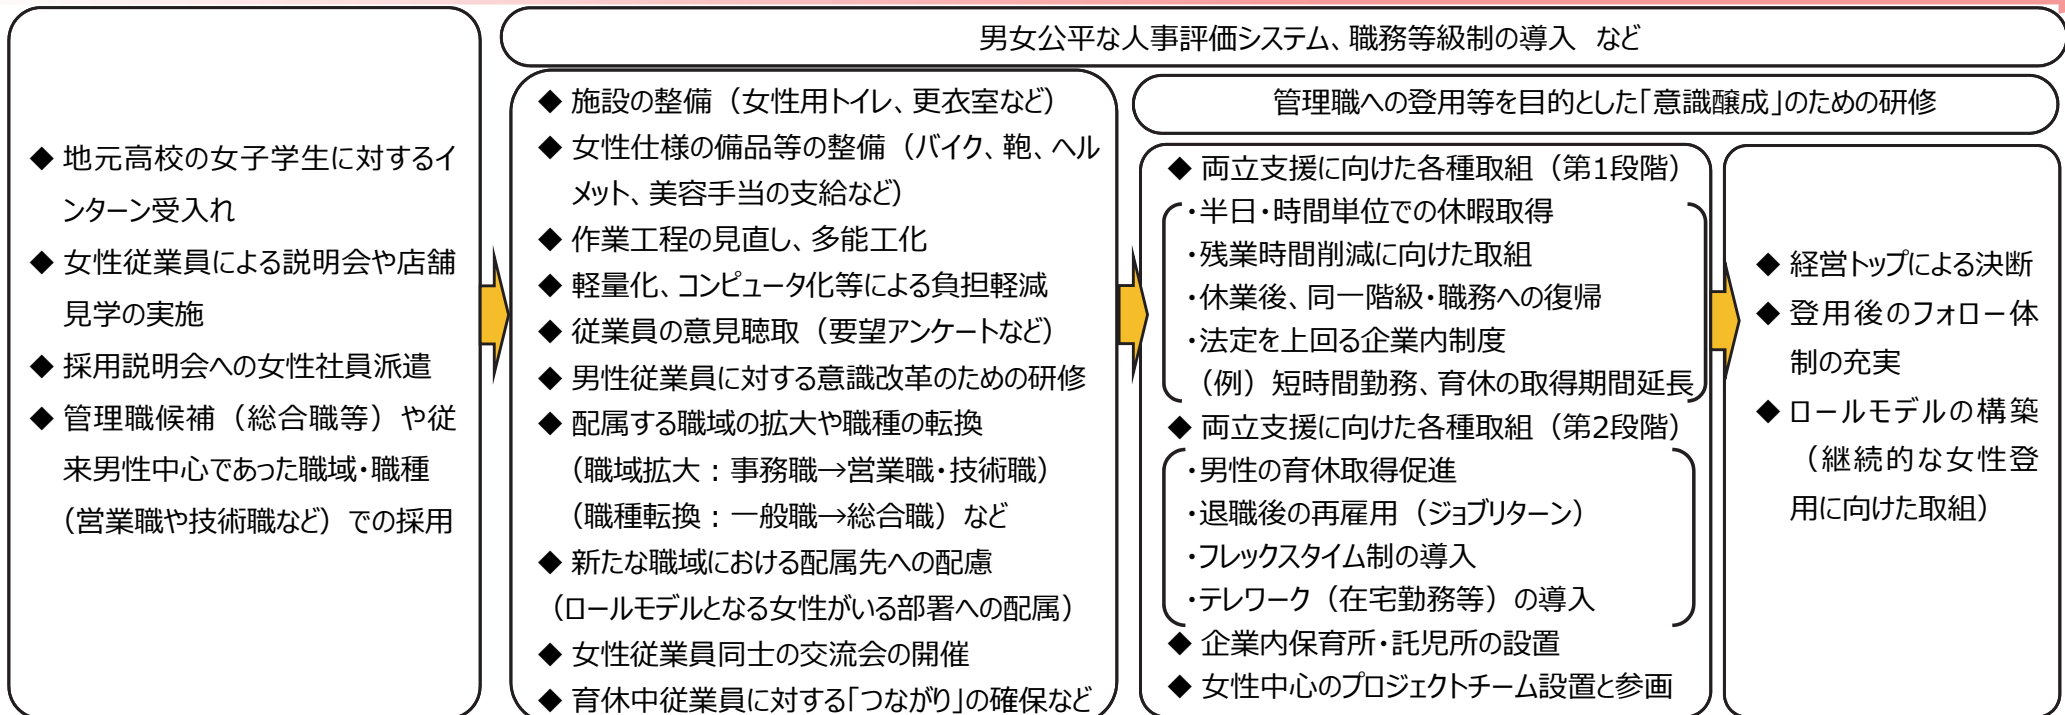 男女公平な人事評価システム、職務等級制の導入 など
◆ 地元高校の女子学生に対するイ
ンターン受入れ
◆ 女性従業員による説明会や店舗
見学の実施
◆ 採用説明会への女性社員派遣
◆ 管理職候補（総合職等）や従
来男性中心であった職域・職種
（営業職や技術職など）での採用
◆ 施設の整備（女性用トイレ、更衣室など）
◆ 女性仕様の備品等の整備（バイク、鞄、ヘル
メット、美容手当の支給など）
◆ 作業工程の見直し、多能工化
◆ 軽量化、コンピュータ化等による負担軽減
◆ 従業員の意見聴取（要望アンケートなど）
◆ 男性従業員に対する意識改革のための研修
◆ 配属する職域の拡大や職種の転換
（職域拡大：事務職→営業職・技術職）
（職種転換：一般職→総合職）など
◆ 新たな職域における配属先への配慮
（ロールモデルとなる女性がいる部署への配属）
◆ 女性従業員同士の交流会の開催
◆ 育休中従業員に対する「つながり」の確保など
管理職への登用等を目的とした「意識醸成」のための研修
◆ 両立支援に向けた各種取組（第1段階）
・半日・時間単位での休暇取得
・残業時間削減に向けた取組
・休業後、同一階級・職務への復帰
・法定を上回る企業内制度
（例）短時間勤務、育休の取得期間延長
◆ 両立支援に向けた各種取組（第2段階）
・男性の育休取得促進
・退職後の再雇用（ジョブリターン）
・フレックスタイム制の導入
・テレワーク（在宅勤務等）の導入
◆ 企業内保育所・託児所の設置
◆ 女性中心のプロジェクトチーム設置と参画
◆ 経営トップによる決断
◆ 登用後のフォロー体
制の充実
◆ ロールモデルの構築
（継続的な女性登
用に向けた取組）